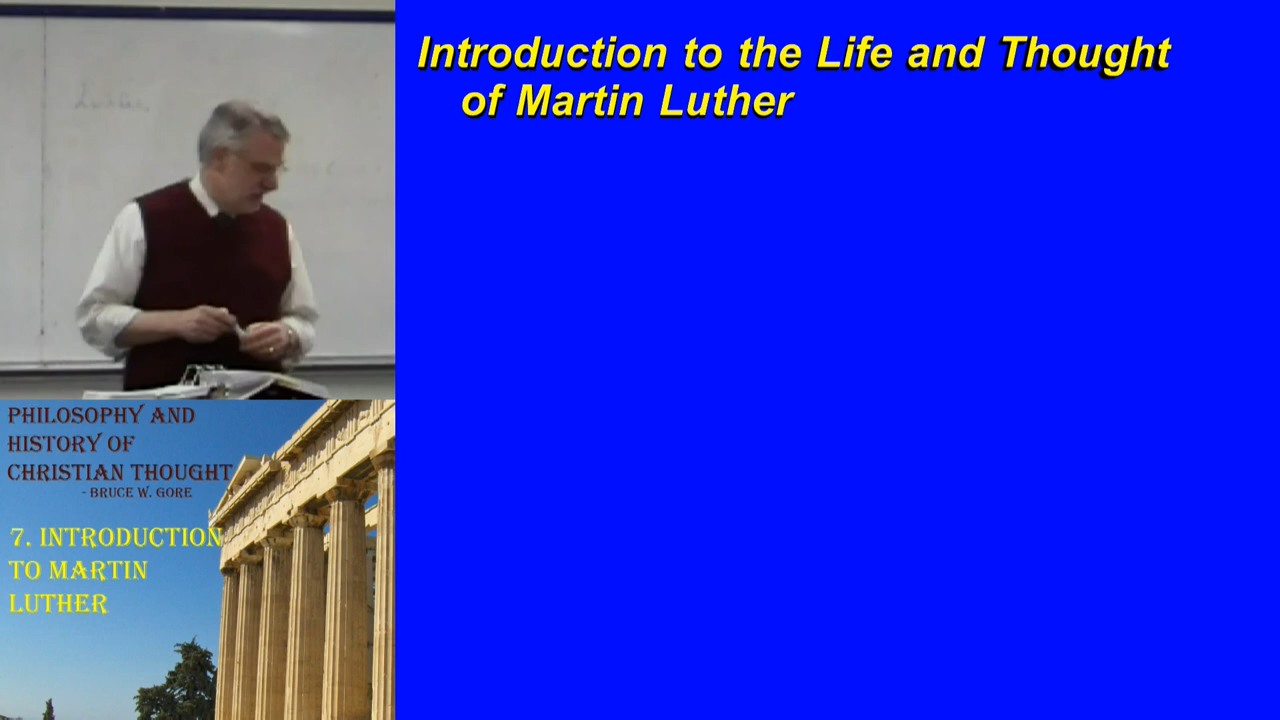 Introduction to the Life and Thought
of Martin Luther
PHILOSOPHY AND
HISTORY OF
CHRISTIAN THOUGHT
- BRUCE W. GORE
7. INTRODUCTION
TO MARTIN
LUTHER